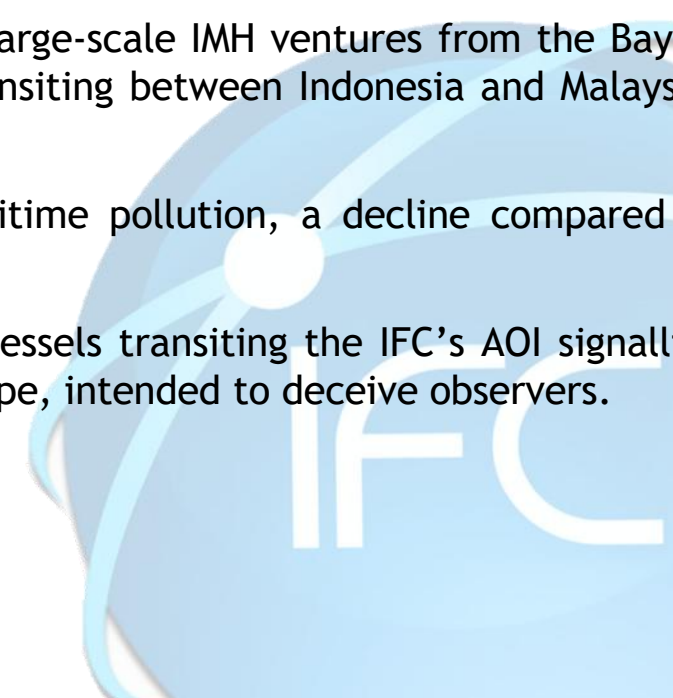 arge-scale IMH ventures from the Bay
nsiting between Indonesia and Malays
itime pollution, a decline compared
essels transiting the IFC's AOI signall
pe, intended to deceive observers.
IFC